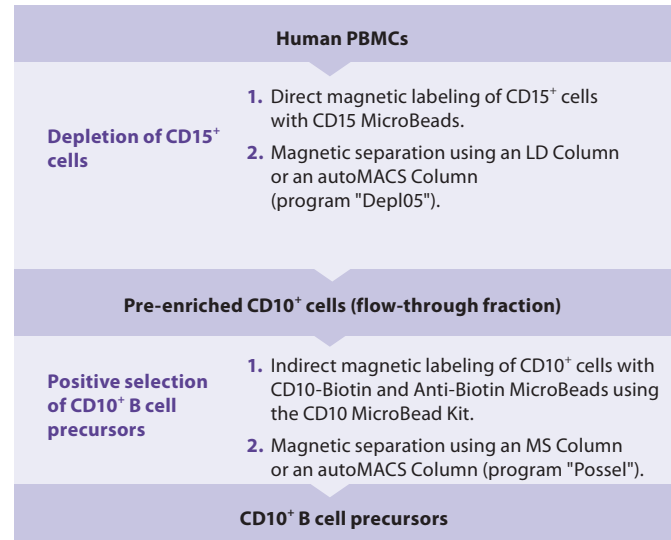 Human PBMCs
Depletion of CD15⁺
cells
1. Direct magnetic labeling of CD15⁺ cells
with CD15 MicroBeads.
2. Magnetic separation using an LD Column
or an autoMACS Column
(program "Depl05").
Pre-enriched CD10⁺ cells (flow-through fraction)
Positive selection
of CD10⁺ B cell
precursors
1. Indirect magnetic labeling of CD10⁺ cells with
CD10-Biotin and Anti-Biotin MicroBeads using
the CD10 MicroBead Kit.
2. Magnetic separation using an MS Column
or an autoMACS Column (program "Possel").
CD10⁺ B cell precursors